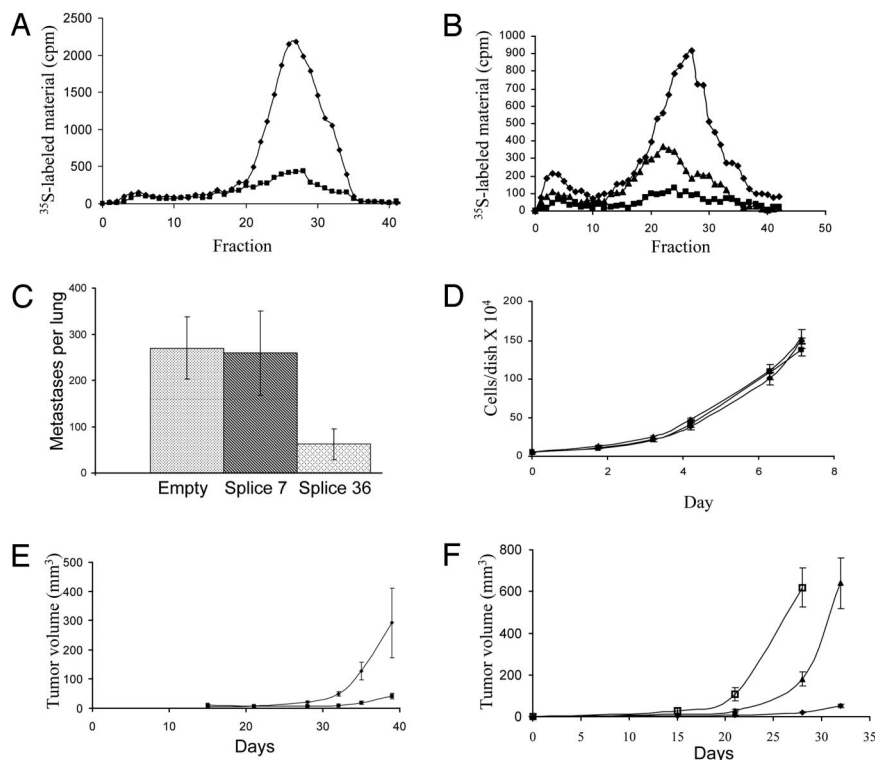 A
³⁵S-labeled material (cpm)
2500
2000
1500
1000
500
0
0 10 20 30 40
Fraction
B
³⁵S-labeled material (cpm)
1000
900
800
700
600
500
400
300
200
100
0
0 10 20 30 40 50
Fraction
C
Metastases per lung
400
300
200
100
0
Empty Splice 7 Splice 36
D
Cells/dish X 10⁴
200
150
100
50
0
0 2 4 6 8
Day
E
Tumor volume (mm³)
500
400
300
200
100
0
0 10 20 30 40
Days
F
Tumor volume (mm³)
800
600
400
200
0
0 5 10 15 20 25 30 35
Days